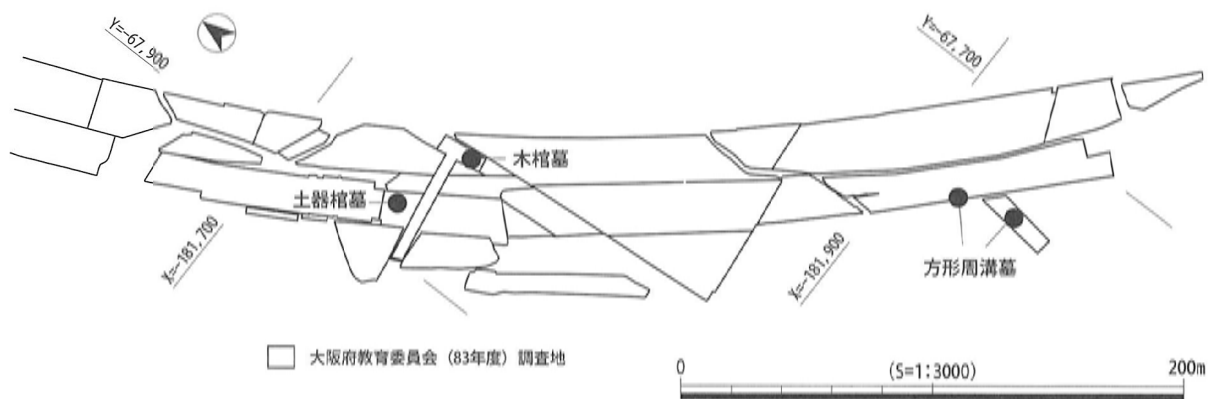 Y=-67,900
Y=-67,700
木棺墓
土器棺墓
X=-181,700
X=-181,900
方形周溝墓
大阪府教育委員会（83年度）調査地
0
(S=1:3000)
200m